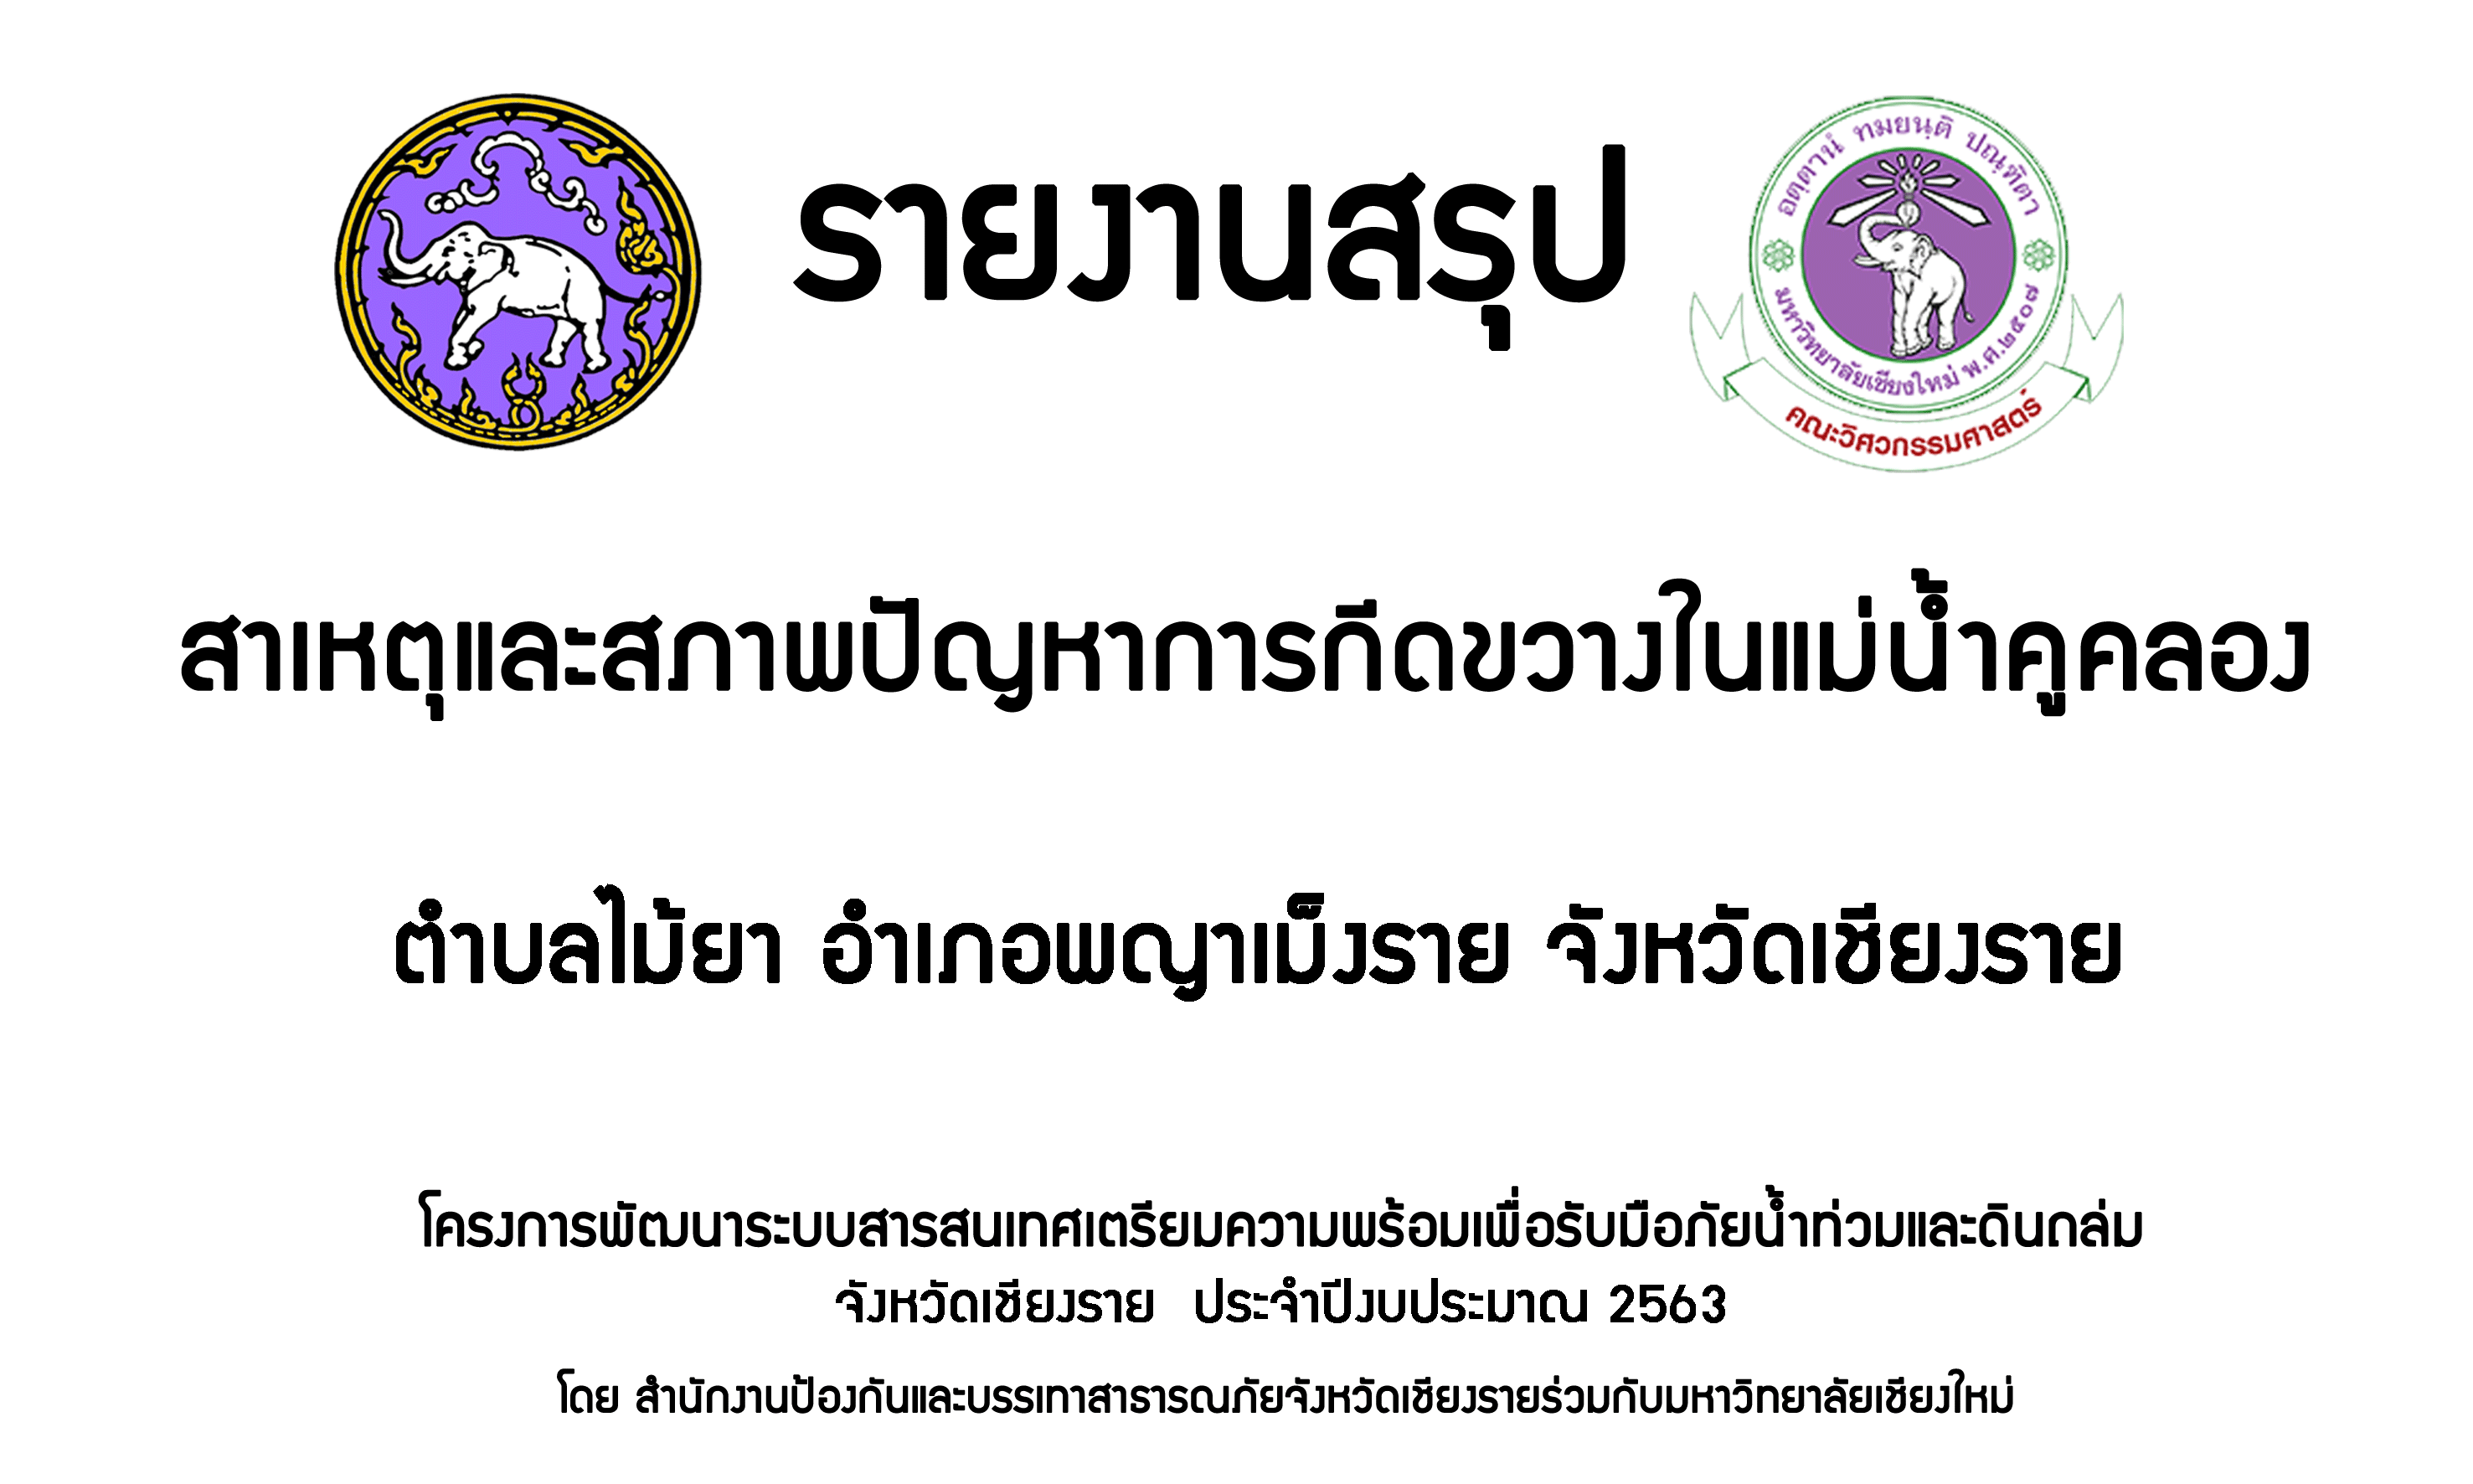 รายงานสรุป
อตฺตานํ ทมยนฺติ ปณฺฑิตา
มหาวิทยาลัยเชียงใหม่ พ.ศ.๒๕๐๗
คณะวิศวกรรมศาสตร์
สาเหตุและสภาพปัญหาการกีดขวางในแม่น้ำคูคลอง
ตำบลไม้ยา อำเภอพญาเม็งราย จังหวัดเชียงราย
โครงการพัฒนาระบบสารสนเทศเตรียมความพร้อมเพื่อรับมือภัยน้ำท่วมและดินถล่ม
จังหวัดเชียงราย ประจำปีงบประมาณ 2563
โดย สำนักงานป้องกันและบรรเทาสาธารณภัยจังหวัดเชียงรายร่วมกับมหาวิทยาลัยเชียงใหม่